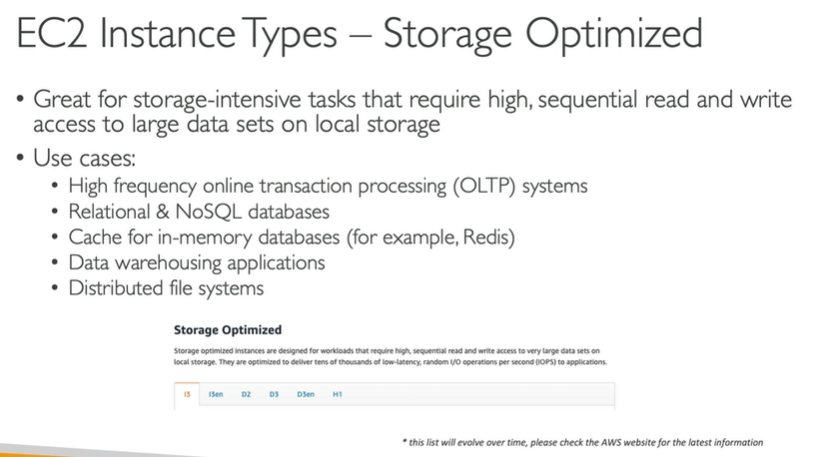 EC2 Instance Types – Storage Optimized
• Great for storage-intensive tasks that require high, sequential read and write
access to large data sets on local storage
• Use cases:
• High frequency online transaction processing (OLTP) systems
• Relational & NoSQL databases
• Cache for in-memory databases (for example, Redis)
• Data warehousing applications
• Distributed file systems
Storage Optimized
Storage optimized instances are designed for workloads that require high, sequential read and write access to very large data sets on
local storage. They are optimized to deliver tens of thousands of low-latency, random I/O operations per second (IOPS) to applications.
I3 I3en D2 D3 D3en H1
* this list will evolve over time, please check the AWS website for the latest information